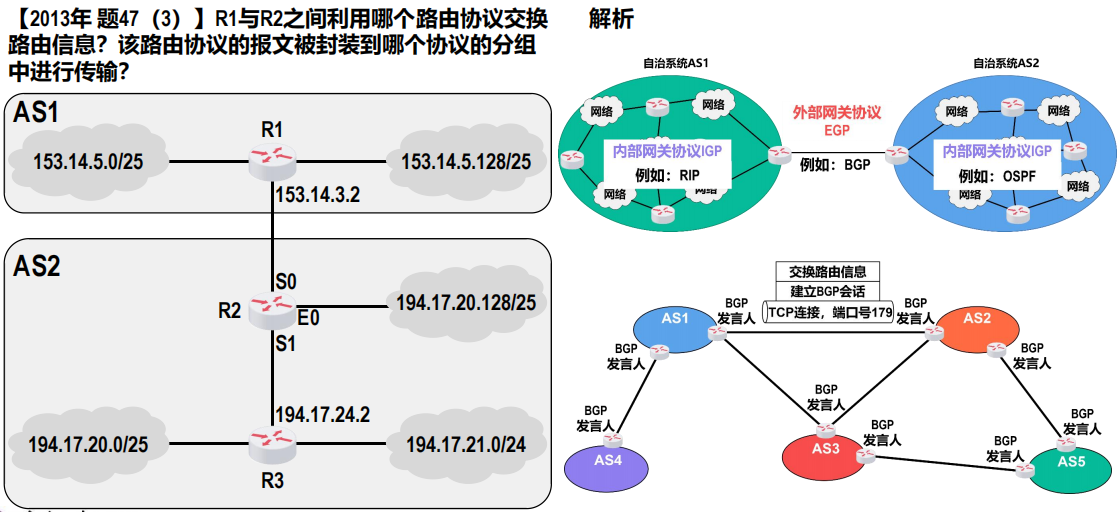 【2013年 题47（3）】R1与R2之间利用哪个路由协议交换
路由信息？该路由协议的报文被封装到哪个协议的分组
中进行传输？
AS1
R1
153.14.5.0/25
153.14.5.128/25
153.14.3.2
AS2
S0
R2
E0
194.17.20.128/25
S1
194.17.24.2
194.17.20.0/25
194.17.21.0/24
R3
解析
自治系统AS1
自治系统AS2
网络
网络
外部网关协议
EGP
网络
网络
内部网关协议IGP
例如：RIP
例如：BGP
内部网关协议IGP
例如：OSPF
网络
网络
网络
网络
交换路由信息
建立BGP会话
TCP连接，端口号179
AS1
BGP
发言人
BGP
发言人
AS2
BGP
发言人
BGP
发言人
BGP
发言人
BGP
发言人
BGP
发言人
BGP
发言人
BGP
发言人
AS4
AS3
AS5